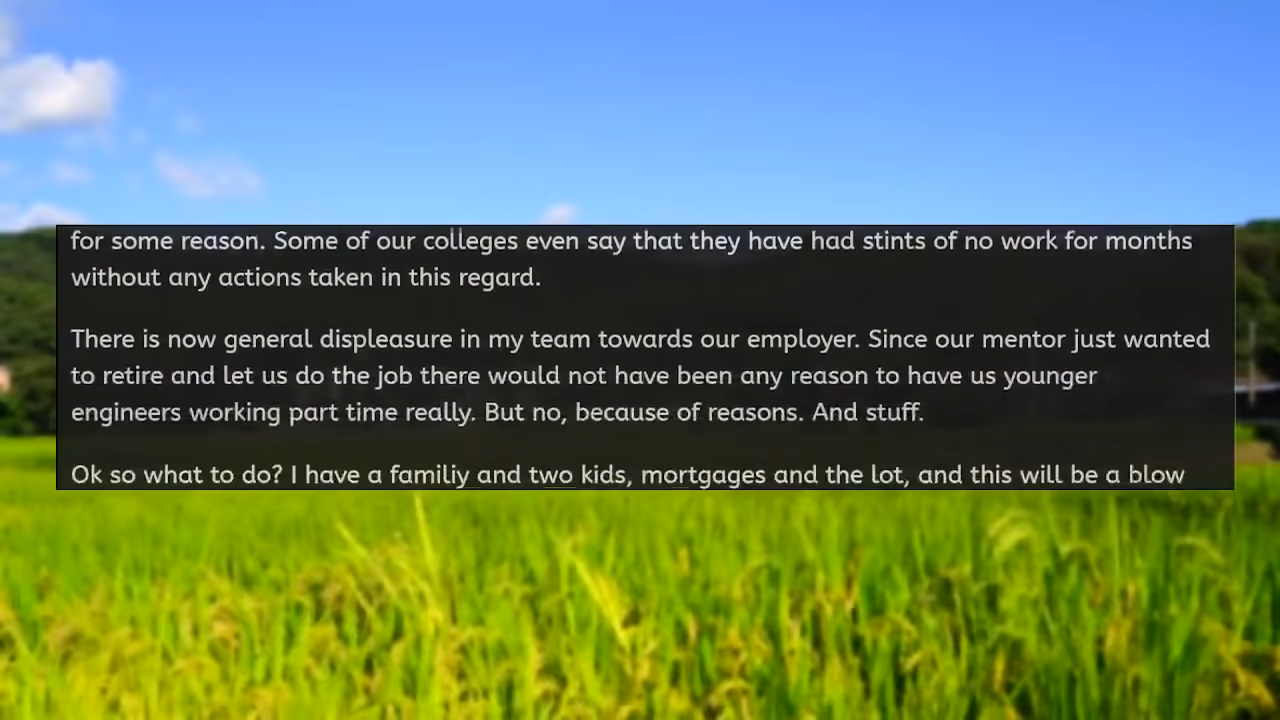 for some reason. Some of our colleges even say that they have had stints of no work for months
without any actions taken in this regard.
There is now general displeasure in my team towards our employer. Since our mentor just wanted
to retire and let us do the job there would not have been any reason to have us younger
engineers working part time really. But no, because of reasons. And stuff.
Ok so what to do? I have a familiy and two kids, mortgages and the lot, and this will be a blow